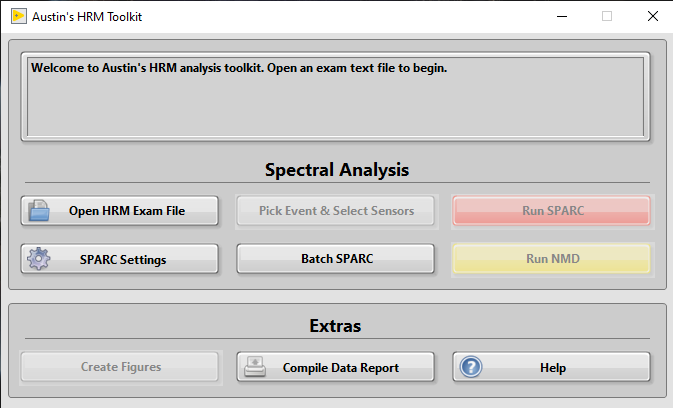 Austin's HRM Toolkit
Welcome to Austin's HRM analysis toolkit. Open an exam text file to begin.
Spectral Analysis
Open HRM Exam File
Pick Event & Select Sensors
Run SPARC
SPARC Settings
Batch SPARC
Run NMD
Extras
Create Figures
Compile Data Report
Help